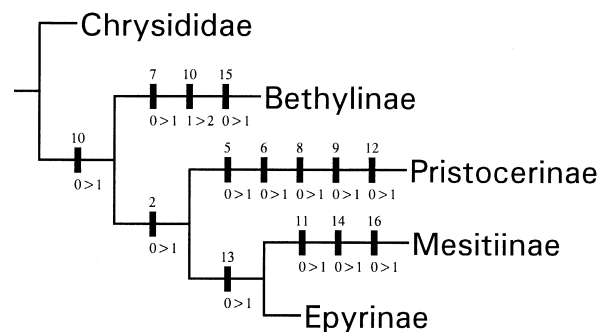 Chrysididae
7 10 15
Bethylinae
0>1 1>2 0>1
10
0>1
5 6 8 9 12
Pristocerinae
0>1 0>1 0>1 0>1 0>1
2
0>1
11 14 16
Mesitiinae
0>1 0>1 0>1
13
0>1
Epyrinae